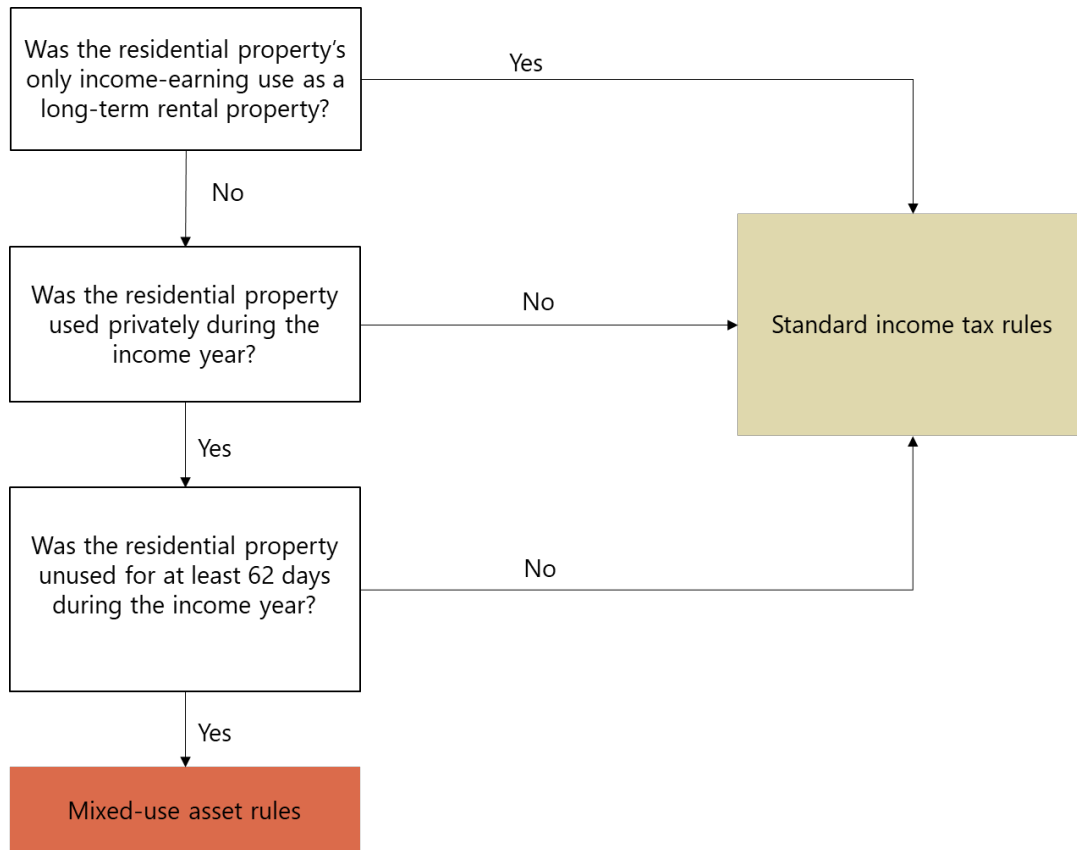 Was the residential property’s
only income-earning use as a
long-term rental property?
Yes
No
Was the residential property
used privately during the
income year?
No
Standard income tax rules
Yes
Was the residential property
unused for at least 62 days
during the income year?
No
Yes
Mixed-use asset rules